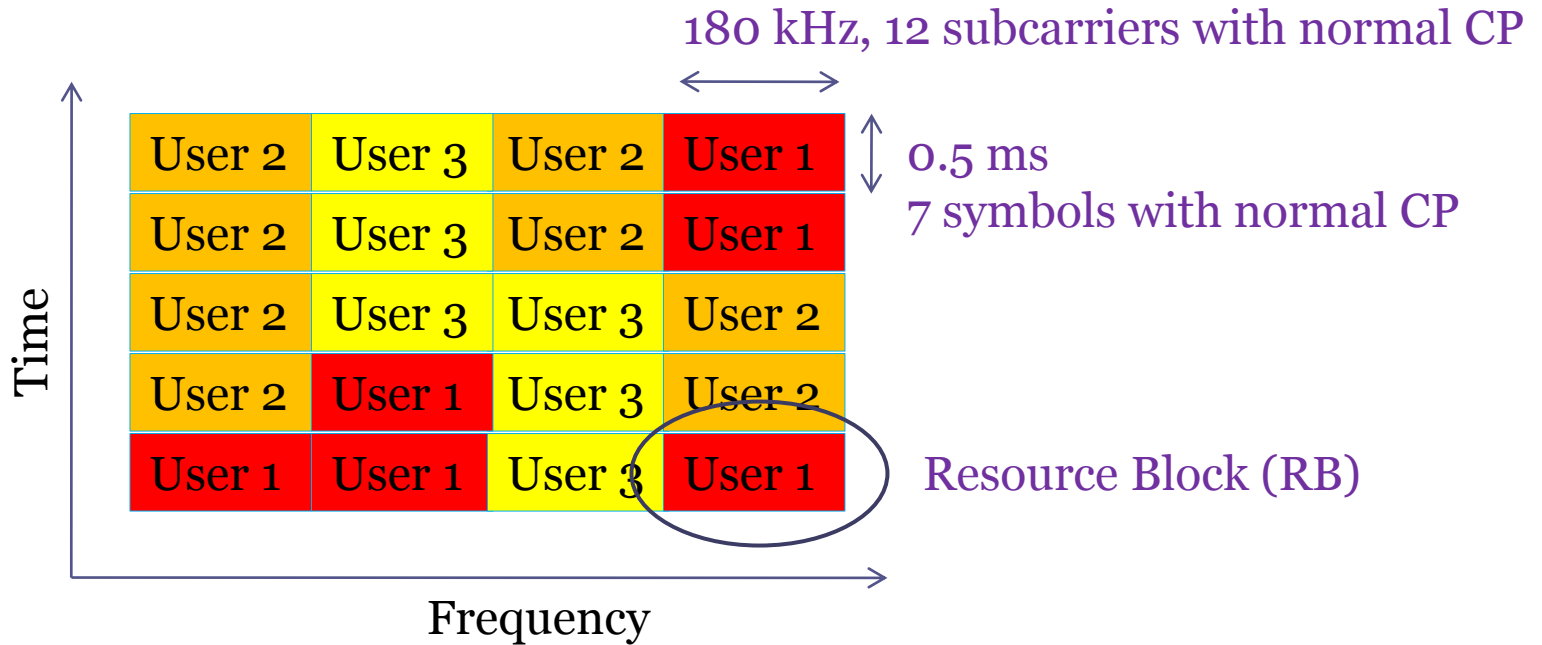 180 kHz, 12 subcarriers with normal CP
User 2 User 3 User 2 User 1
0.5 ms
7 symbols with normal CP
User 2 User 3 User 2 User 1
User 2 User 3 User 3 User 2
User 2 User 1 User 3 User 2
User 1 User 1 User 3 User 1
Resource Block (RB)
Time
Frequency